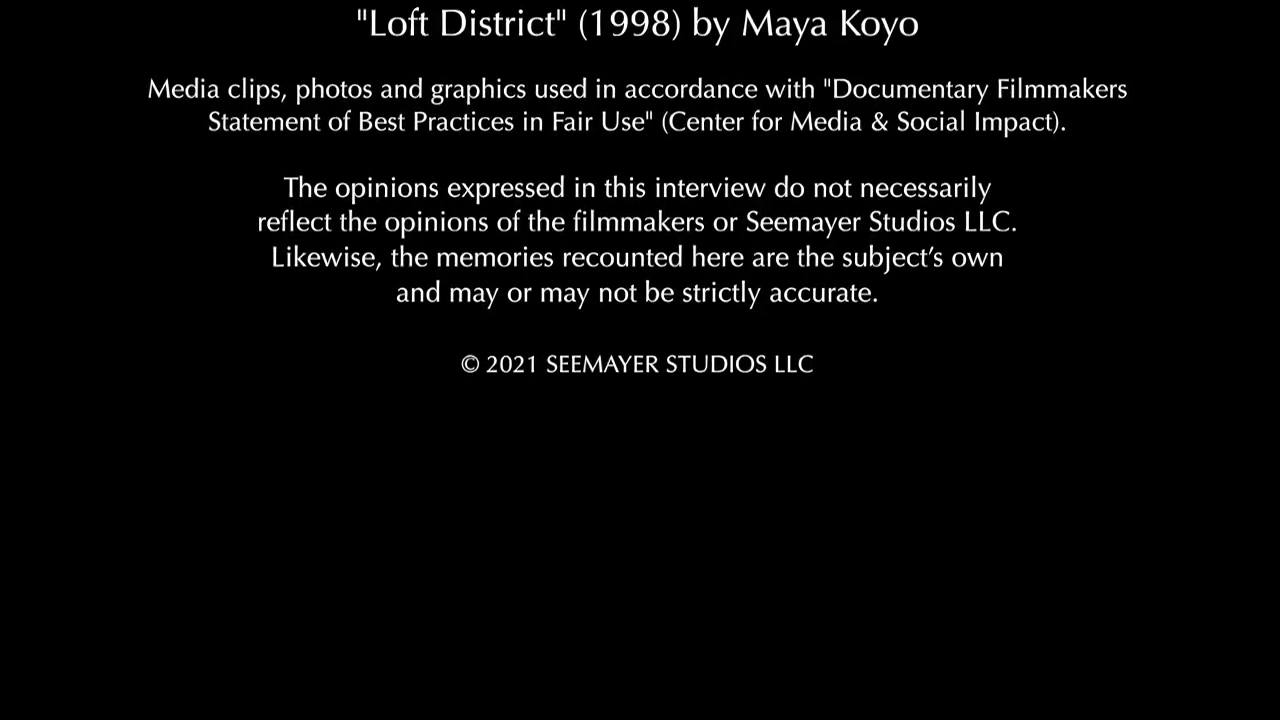 "Loft District" (1998) by Maya Koyo
Media clips, photos and graphics used in accordance with "Documentary Filmmakers
Statement of Best Practices in Fair Use" (Center for Media & Social Impact).
The opinions expressed in this interview do not necessarily
reflect the opinions of the filmmakers or Seemayer Studios LLC.
Likewise, the memories recounted here are the subject’s own
and may or may not be strictly accurate.
© 2021 SEEMAYER STUDIOS LLC